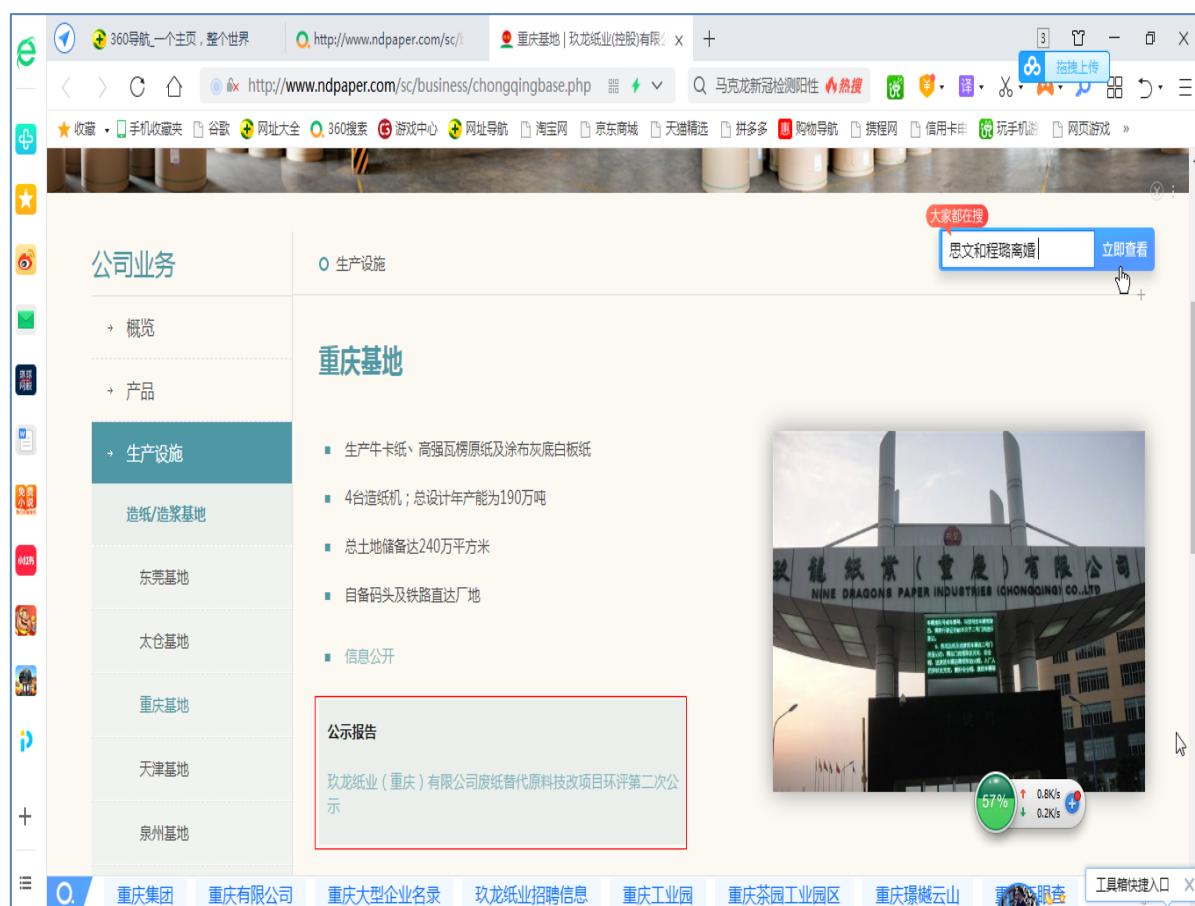 360导航_一个主页，整个世界
http://www.ndpaper.com/sc/
重庆基地 | 玖龙纸业(控股)有限
3
拖拽上传
http://www.ndpaper.com/sc/business/chongqingbase.php
马克龙新冠检测阳性 热搜
译
收藏 手机收藏夹 谷歌 网址大全 360搜索 游戏中心 网址导航 淘宝网 京东商城 天猫精选 拼多多 购物导航 携程网 信用卡申 玩手机游 网页游戏 »
大家都在搜
思文和程璐离婚
立即查看
公司业务
生产设施
概览
产品
生产设施
造纸/造浆基地
东莞基地
太仓基地
重庆基地
天津基地
泉州基地
重庆基地
生产牛卡纸、高强瓦楞原纸及涂布灰底白板纸
4台造纸机；总设计年产能为190万吨
总土地储备达240万平方米
自备码头及铁路直达厂地
信息公开
公示报告
玖龙纸业（重庆）有限公司废纸替代原料技改项目环评第二次公
示
玖龍紙業(重慶)有限公司
NINE DRAGONS PAPER INDUSTRIES (CHONGQING) CO.,LTD
57%
0.8K/s
0.2K/s
重庆集团 重庆有限公司 重庆大型企业名录 玖龙纸业招聘信息 重庆工业园 重庆茶园工业园区 重庆璟樾云山
工具箱快捷入口